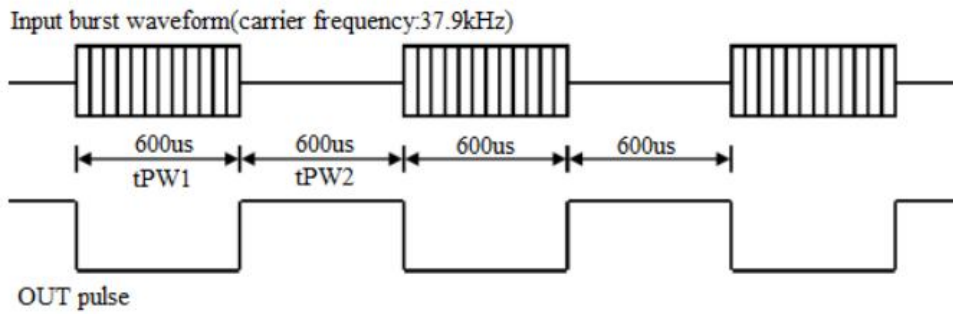 Input burst waveform(carrier frequency:37.9kHz)
600us 600us 600us 600us
tPW1 tPW2
OUT pulse